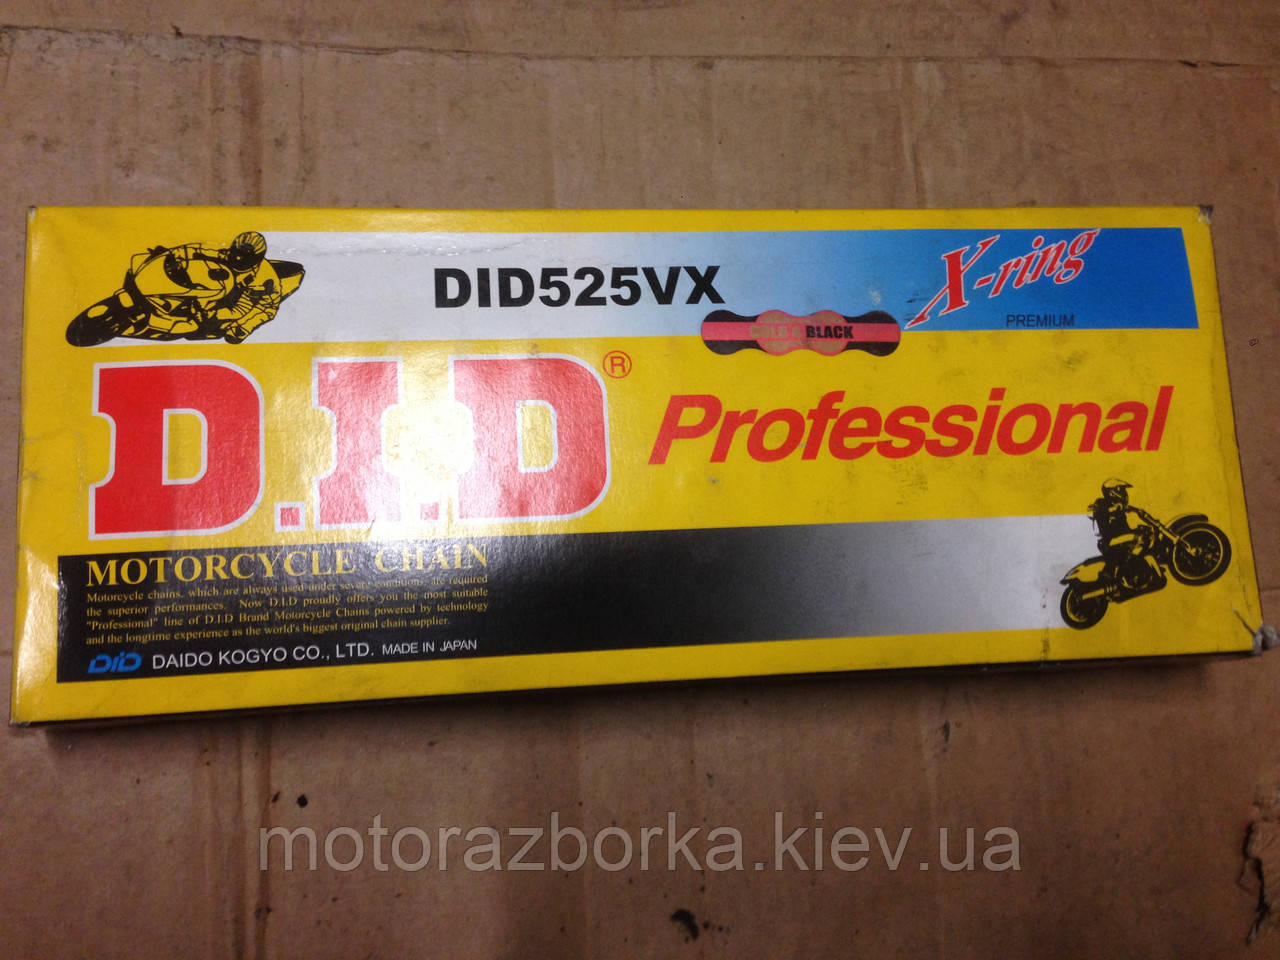 DID525VX
X-ring
PREMIUM
GOLD & BLACK
D.I.D®
Professional
MOTORCYCLE CHAIN
Motorcycle chains, which are always used under severe conditions, are required
the superior performances. Now D.I.D proudly offers you the most suitable
"Professional" line of D.I.D Brand Motorcycle Chains powered by technology
and the longtime experience as the world's biggest original chain supplier.
DID DAIDO KOGYO CO., LTD. MADE IN JAPAN
motorazborka.kiev.ua